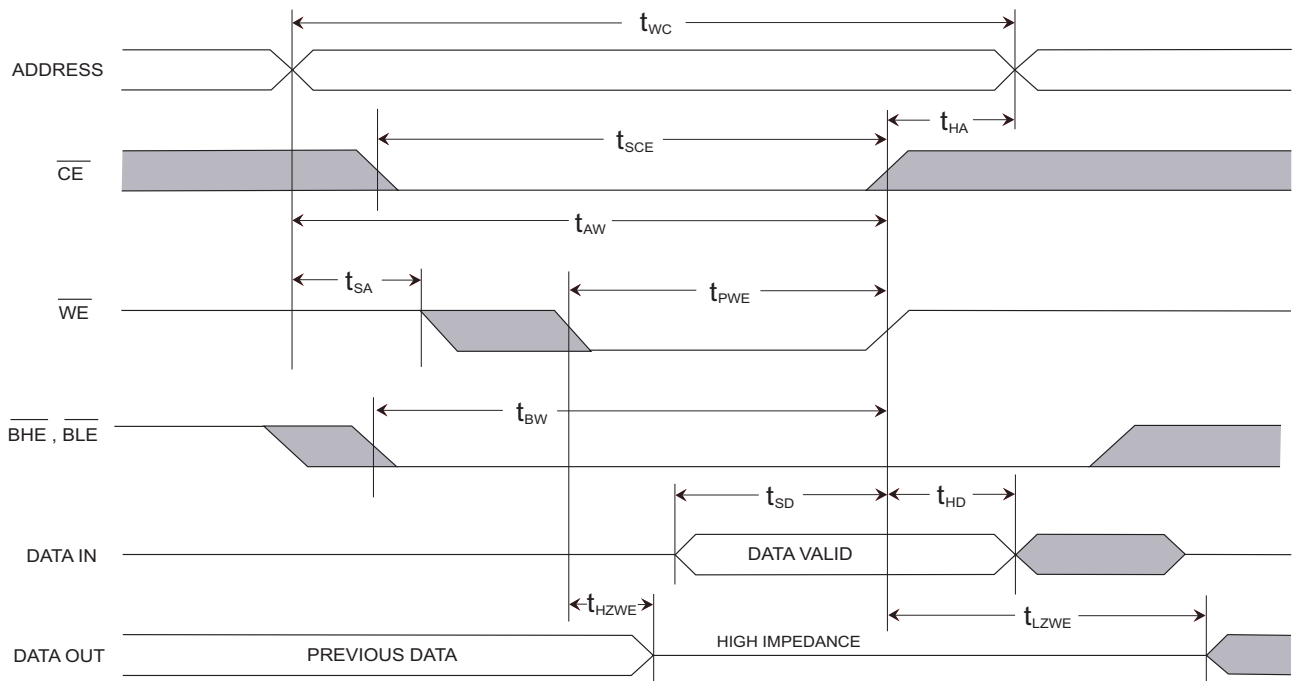 tWC
ADDRESS
tHA
tSCE
CE
tAW
tSA
tPWE
WE
tBW
BHE , BLE
tSD
tHD
DATA IN
DATA VALID
tHZWE
tLZWE
DATA OUT
PREVIOUS DATA
HIGH IMPEDANCE